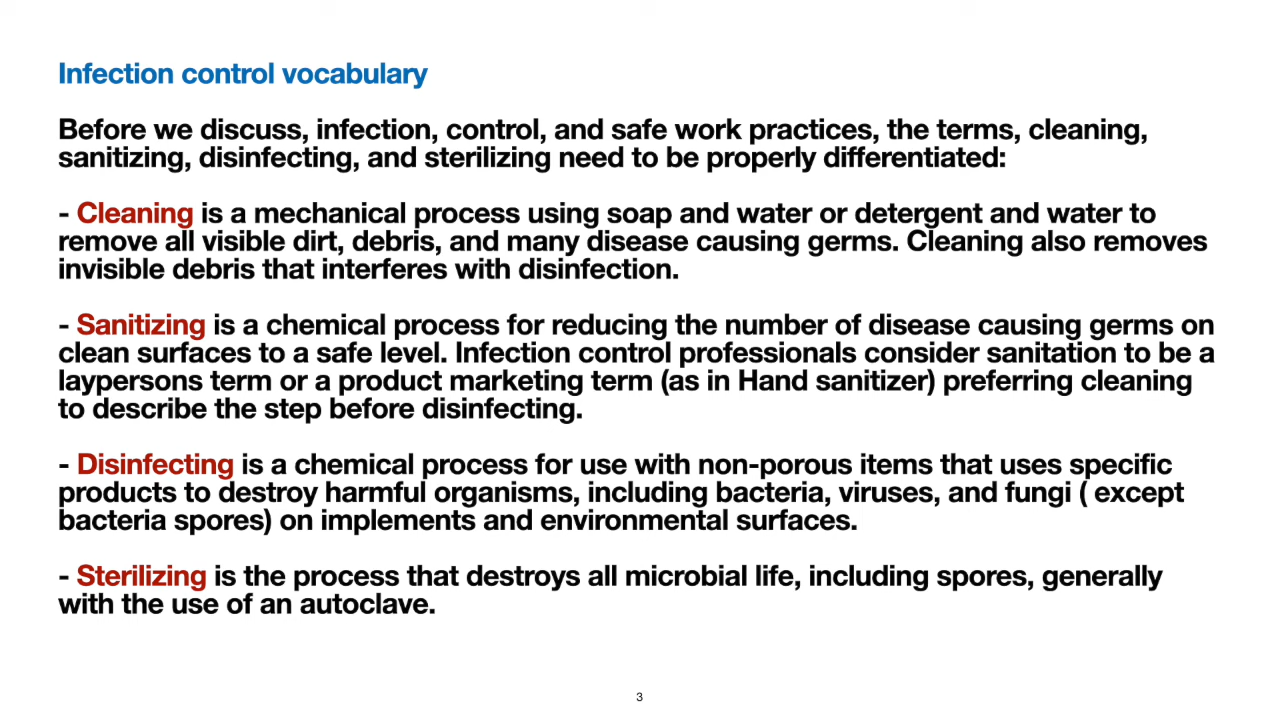 Infection control vocabulary
Before we discuss, infection, control, and safe work practices, the terms, cleaning,
sanitizing, disinfecting, and sterilizing need to be properly differentiated:
- Cleaning is a mechanical process using soap and water or detergent and water to
remove all visible dirt, debris, and many disease causing germs. Cleaning also removes
invisible debris that interferes with disinfection.
- Sanitizing is a chemical process for reducing the number of disease causing germs on
clean surfaces to a safe level. Infection control professionals consider sanitation to be a
laypersons term or a product marketing term (as in Hand sanitizer) preferring cleaning
to describe the step before disinfecting.
- Disinfecting is a chemical process for use with non-porous items that uses specific
products to destroy harmful organisms, including bacteria, viruses, and fungi ( except
bacteria spores) on implements and environmental surfaces.
- Sterilizing is the process that destroys all microbial life, including spores, generally
with the use of an autoclave.
3